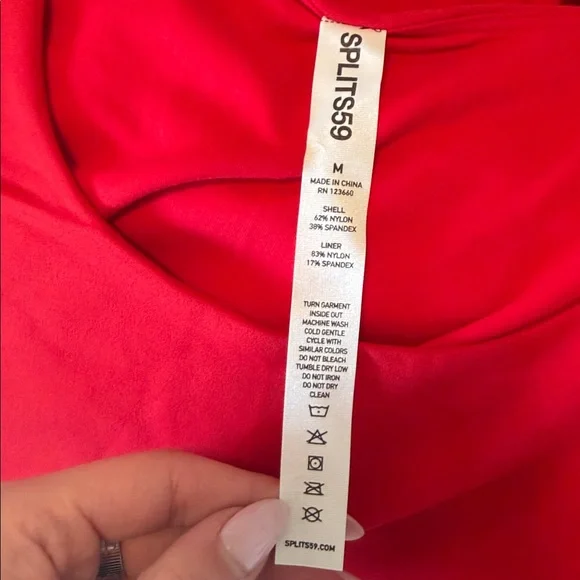 SPLITS59
M
MADE IN CHINA
RN 123660
SHELL
62% NYLON
38% SPANDEX
LINER
83% NYLON
17% SPANDEX
TURN GARMENT
INSIDE OUT
MACHINE WASH
COLD GENTLE
CYCLE WITH
SIMILAR COLORS
DO NOT BLEACH
TUMBLE DRY LOW
DO NOT IRON
DO NOT DRY
CLEAN
SPLITS59.COM